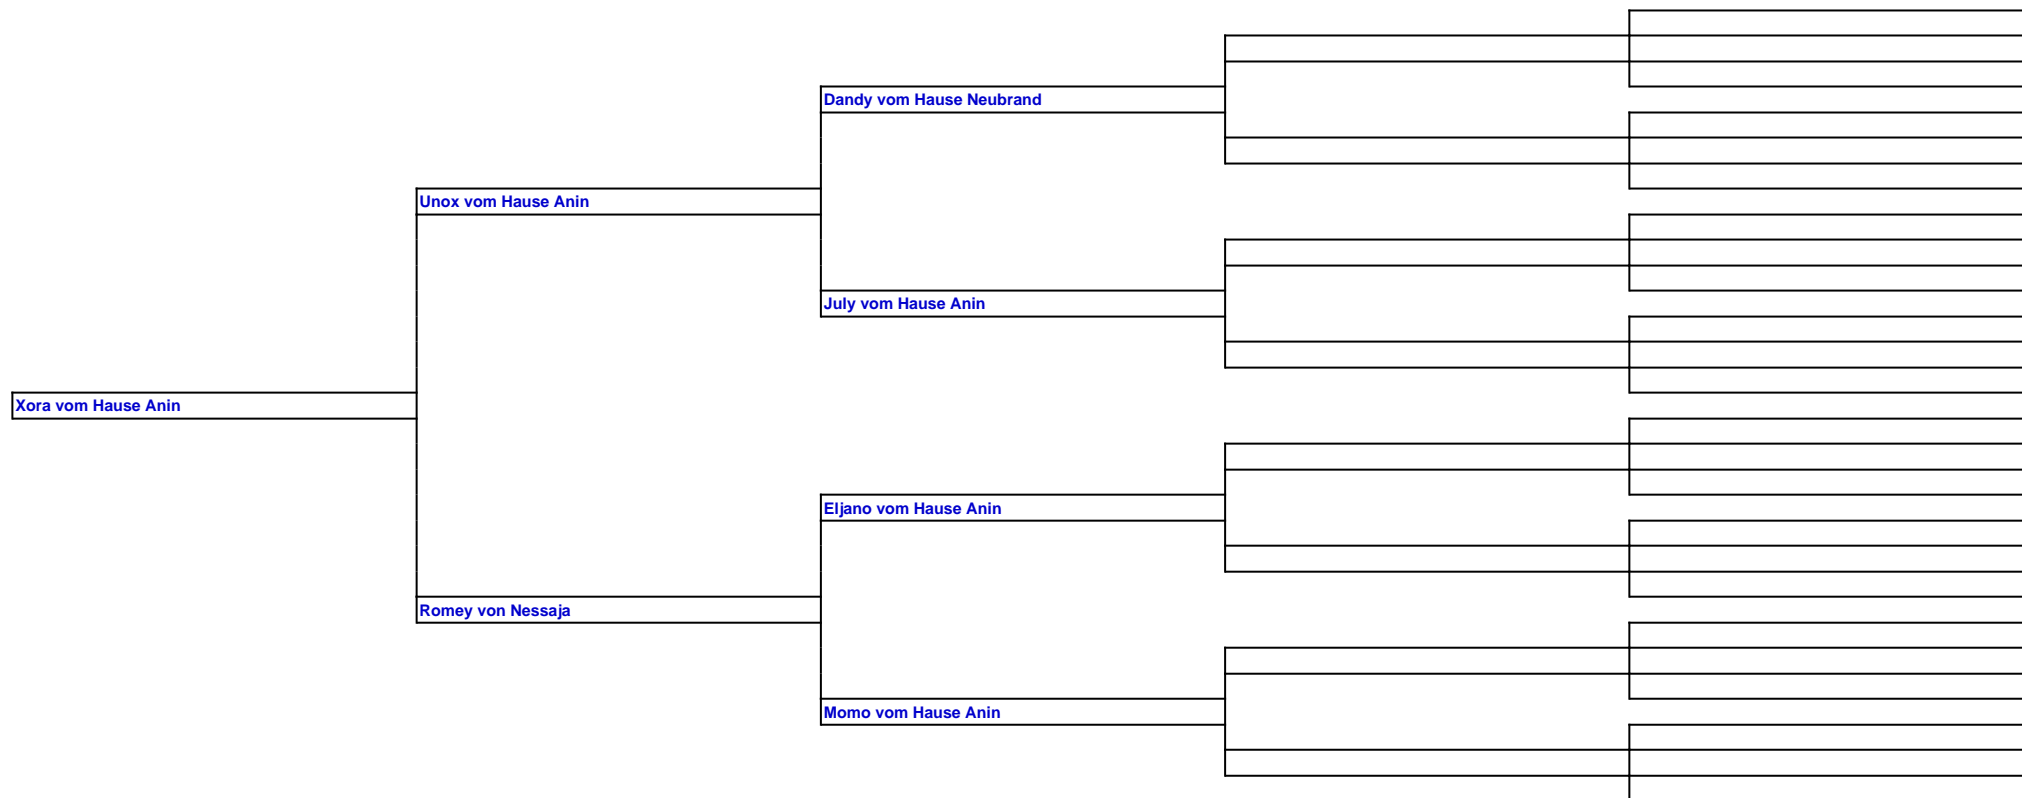 Dandy vom Hause Neubrand
Unox vom Hause Anin
July vom Hause Anin
Xora vom Hause Anin
Eljano vom Hause Anin
Romey von Nessaja
Momo vom Hause Anin